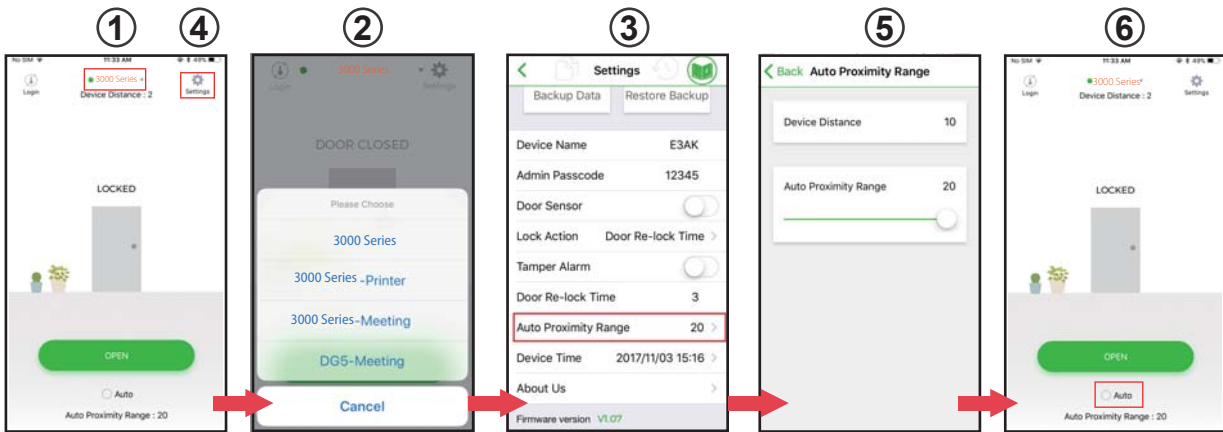 1
4
2
3
5
6
No SIM 11:33 AM 49%
3000 Series
Login
Settings
Device Distance : 2
LOCKED
OPEN
Auto
Auto Proximity Range : 20
3000 Series
Login
Settings
DOOR CLOSED
Please Choose
3000 Series
3000 Series -Printer
3000 Series-Meeting
DG5-Meeting
Cancel
Settings
Backup Data Restore Backup
Device Name E3AK
Admin Passcode 12345
Door Sensor
Lock Action Door Re-lock Time >
Tamper Alarm
Door Re-lock Time 3
Auto Proximity Range 20 >
Device Time 2017/11/03 15:16 >
About Us >
Firmware version V1.07
< Back Auto Proximity Range
Device Distance 10
Auto Proximity Range 20
No SIM 11:33 AM 49%
3000 Series
Login
Settings
Device Distance : 2
LOCKED
OPEN
Auto
Auto Proximity Range : 20